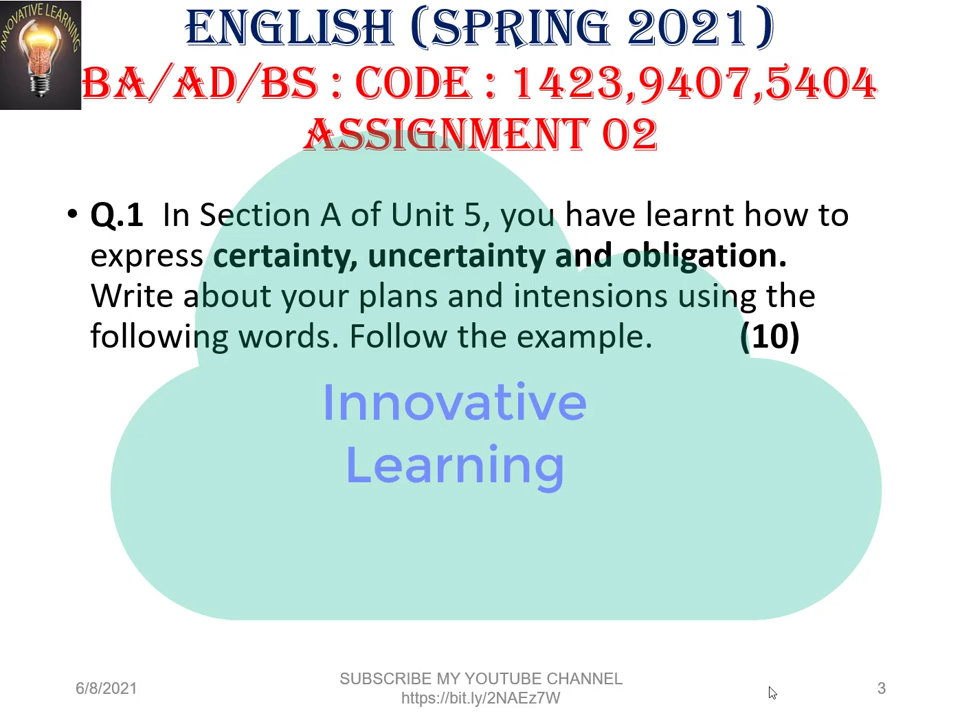 INNOVATIVE LEARNING
ENGLISH (SPRING 2021)
BA/AD/BS : CODE : 1423,9407,5404
ASSIGNMENT 02
• Q.1 In Section A of Unit 5, you have learnt how to
express certainty, uncertainty and obligation.
Write about your plans and intensions using the
following words. Follow the example. (10)
Innovative
Learning
6/8/2021
SUBSCRIBE MY YOUTUBE CHANNEL
https://bit.ly/2NAEz7W
3